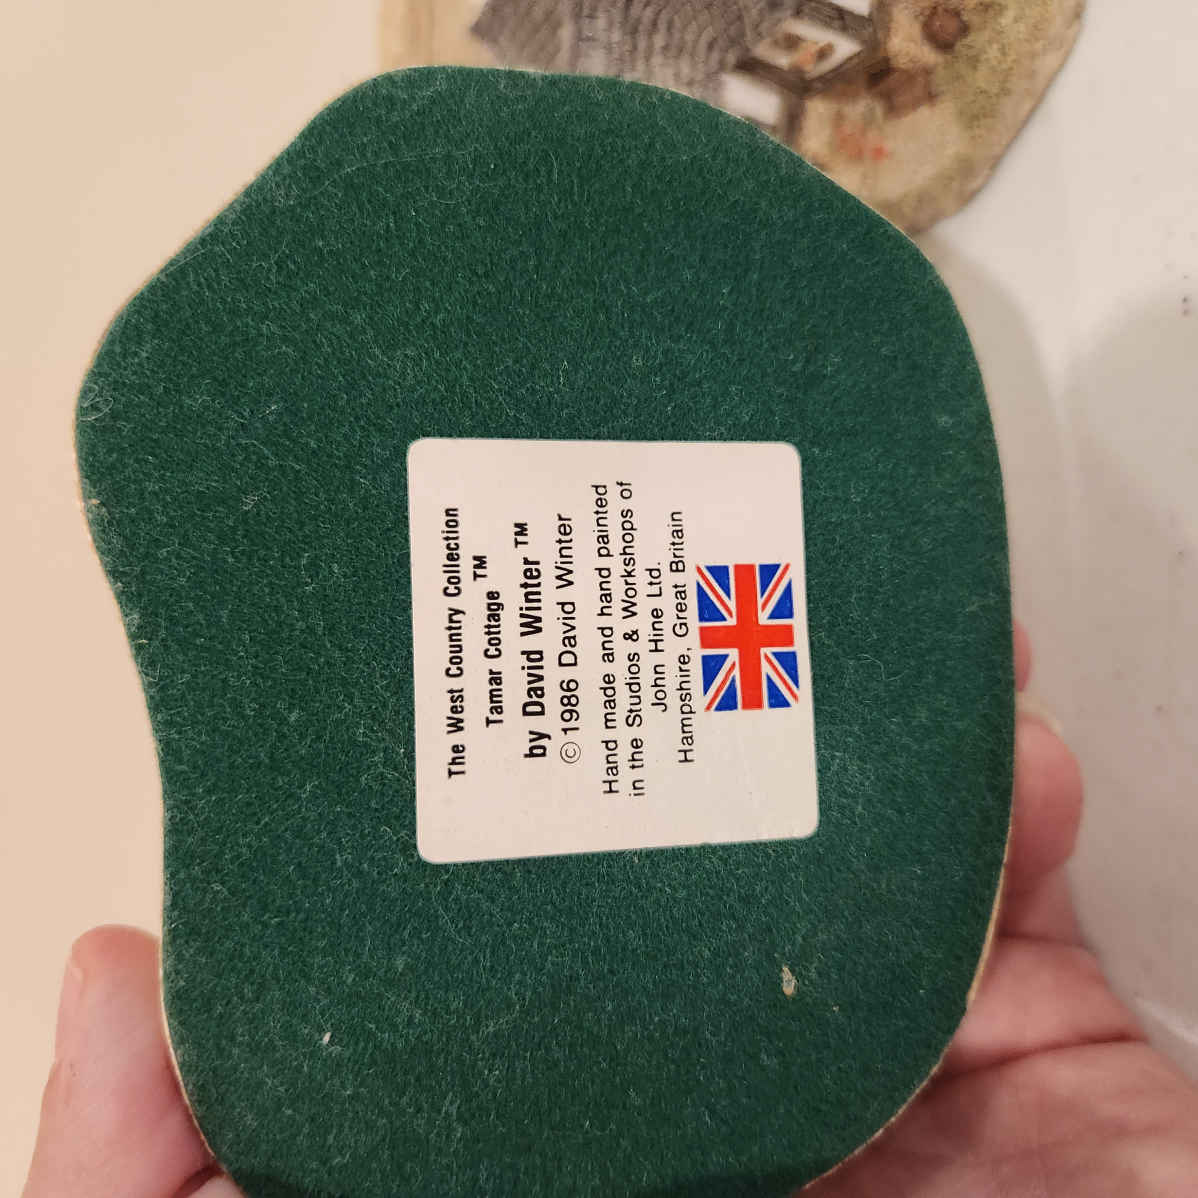 The West Country Collection
Tamar Cottage ™
by David Winter ™
© 1986 David Winter
Hand made and hand painted
in the Studios & Workshops of
John Hine Ltd.
Hampshire, Great Britain